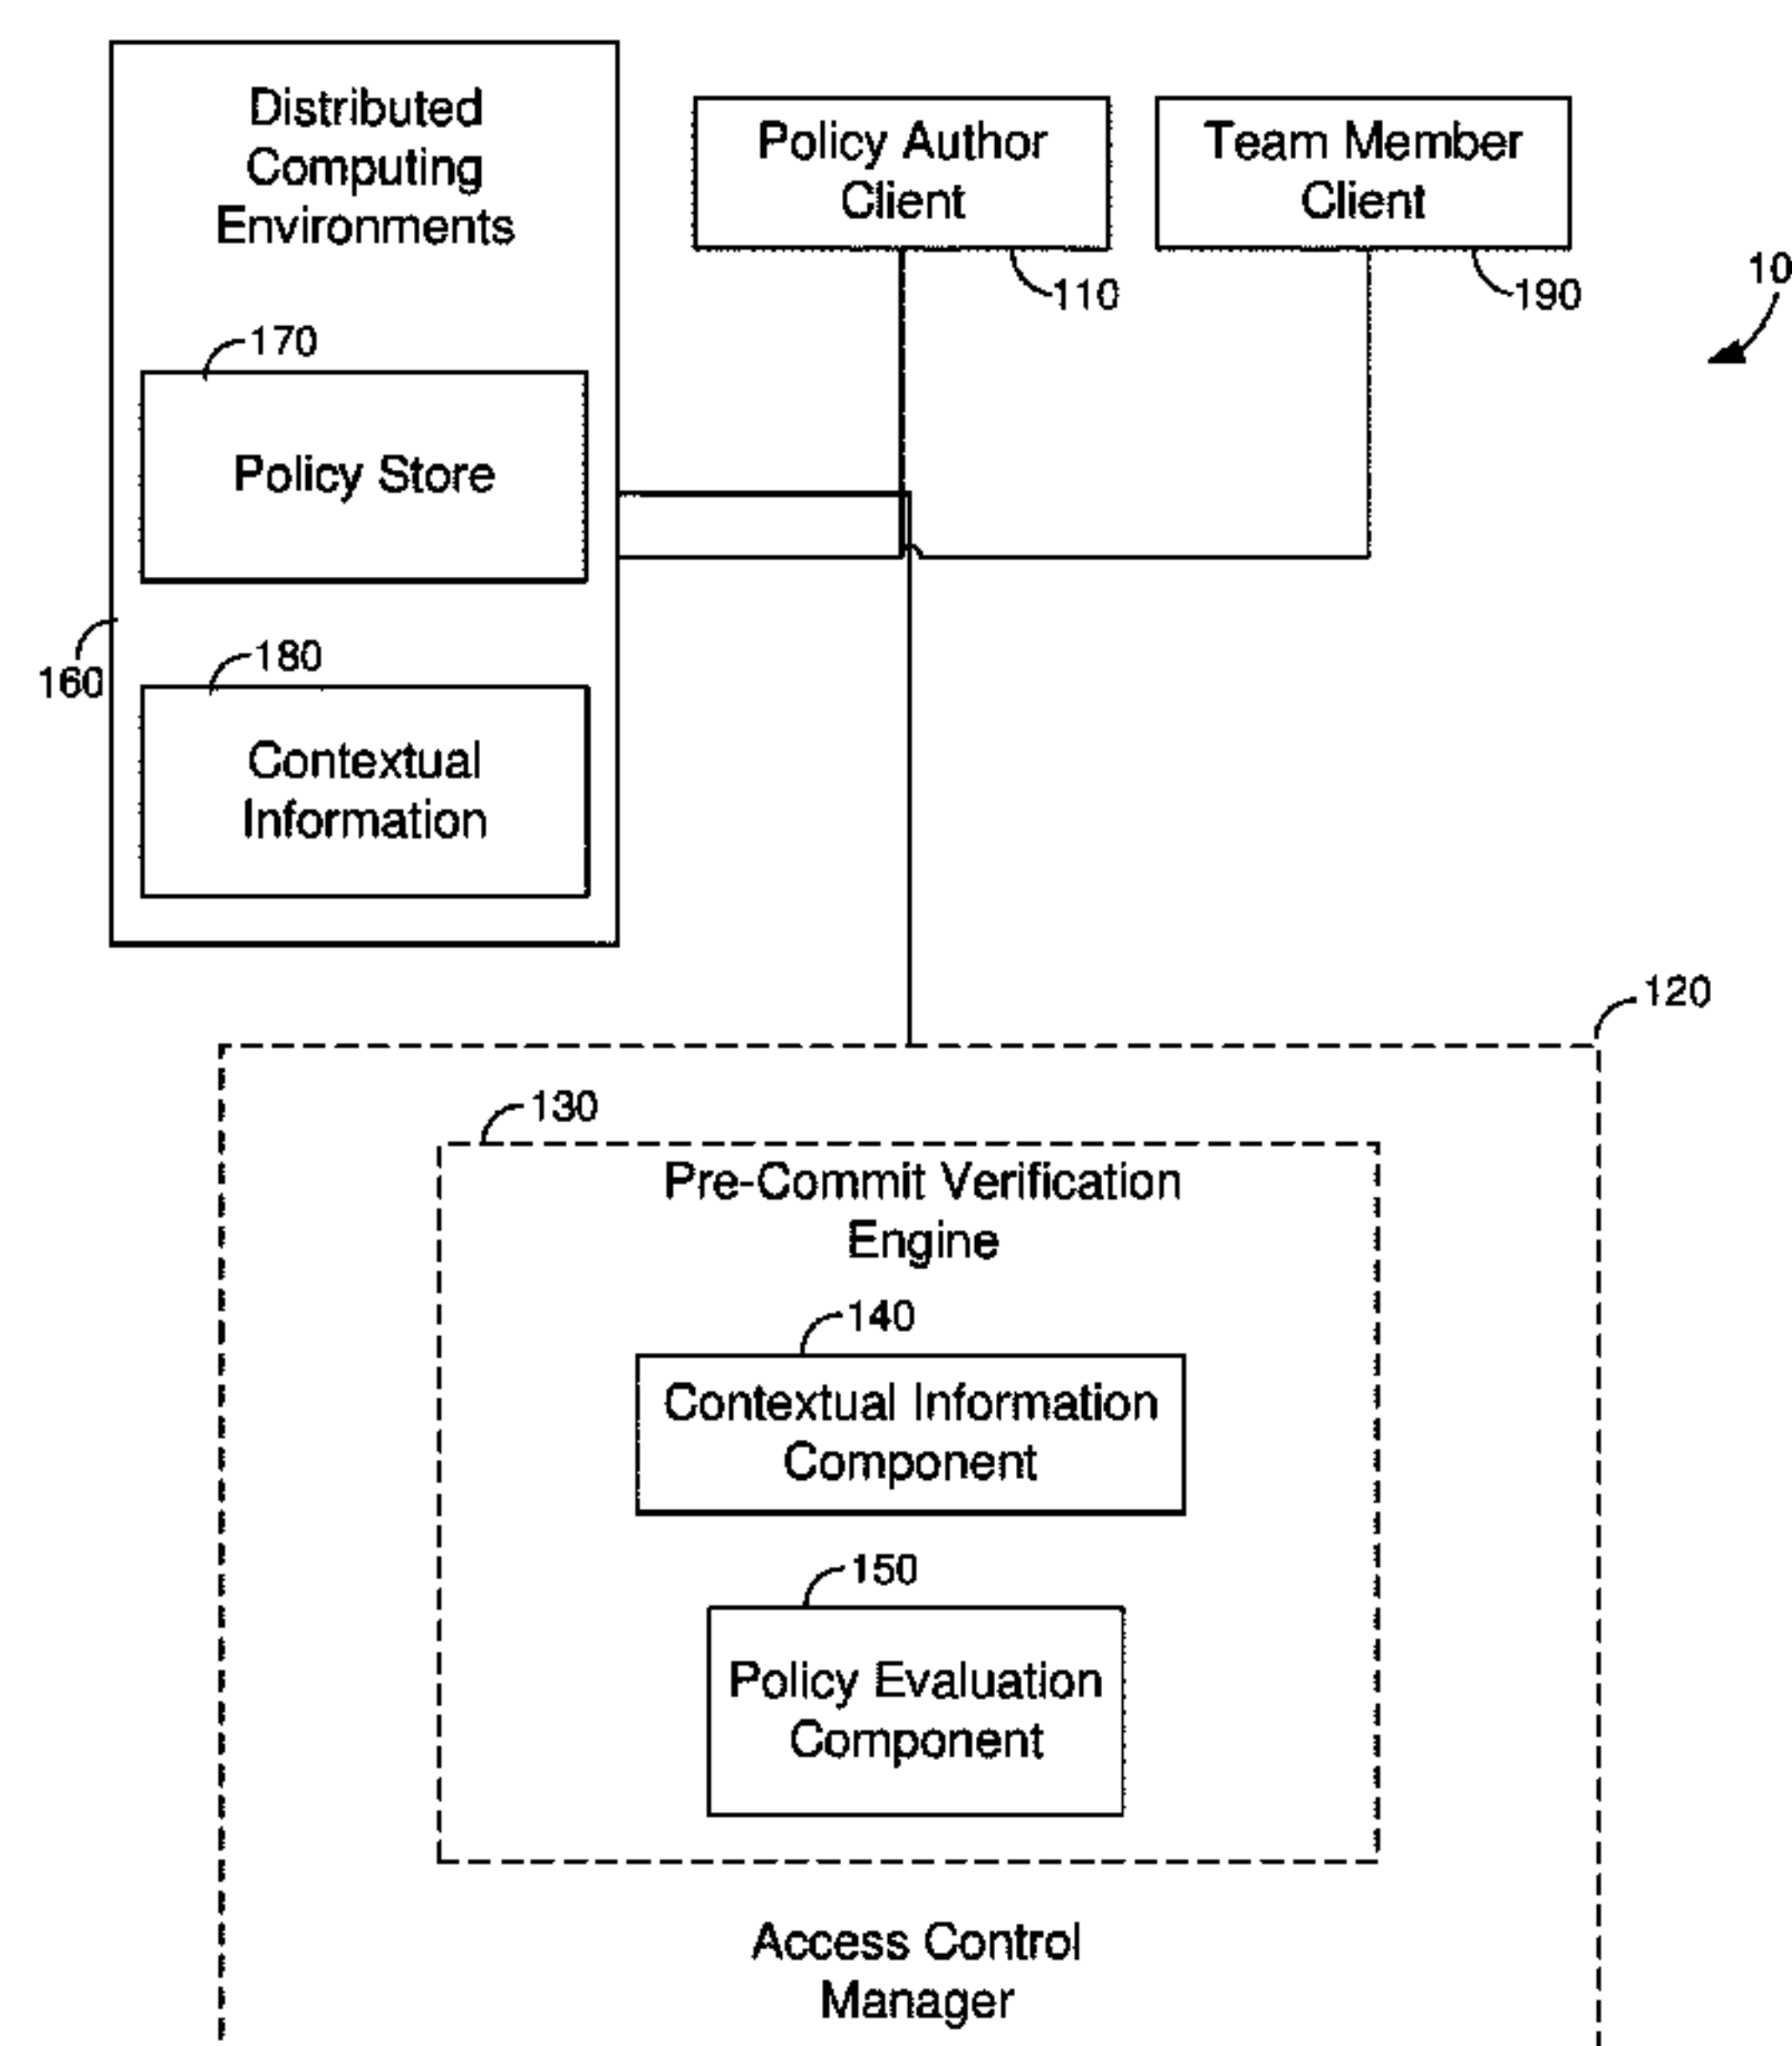 Distributed
Computing
Environments
Policy Author
Client
Team Member
Client
110
190
10
170
Policy Store
160
180
Contextual
Information
120
130
Pre-Commit Verification
Engine
140
Contextual Information
Component
150
Policy Evaluation
Component
Access Control
Manager